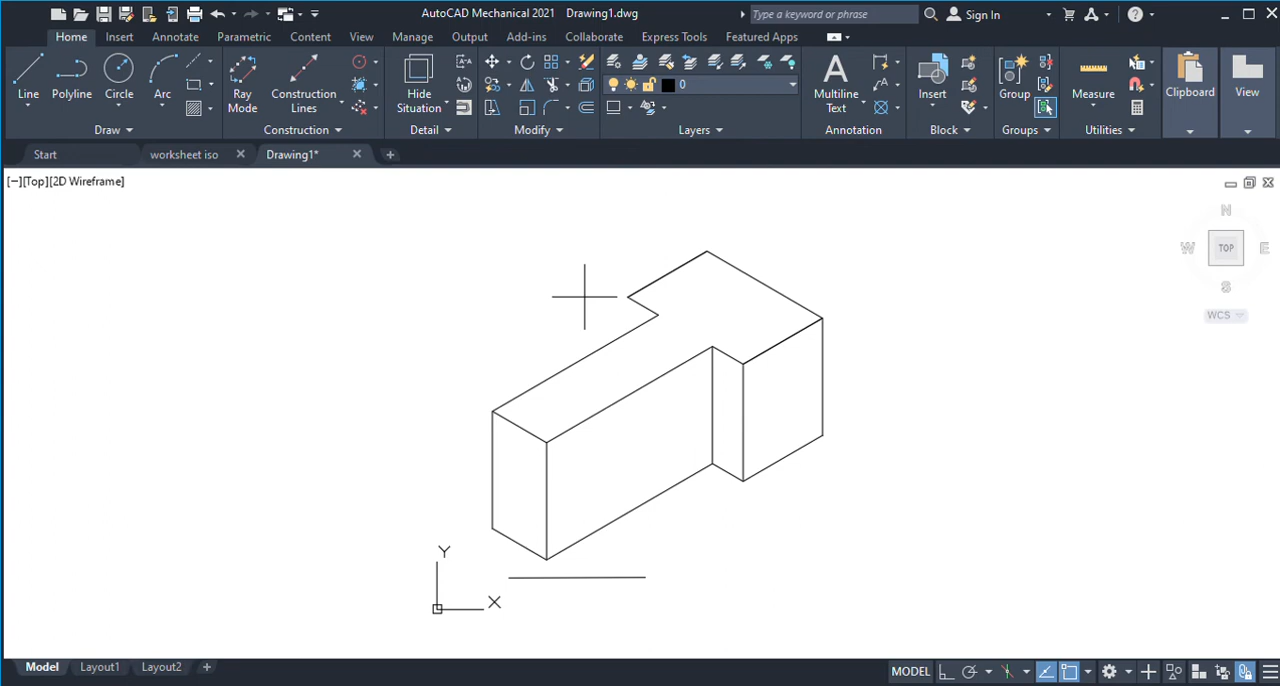 AutoCAD Mechanical 2021 Drawing1.dwg
Type a keyword or phrase
Sign In
Home Insert Annotate Parametric Content View Manage Output Add-ins Collaborate Express Tools Featured Apps
Line Polyline Circle Arc
Ray Mode
Construction Lines
Hide Situation
0
Multiline Text
Insert
Group
Measure
Clipboard
View
Draw Construction Detail Modify Layers Annotation Block Groups Utilities
Start worksheet iso Drawing1*
[−][Top][2D Wireframe]
N
W TOP E
S
WCS
Y
X
Model Layout1 Layout2
MODEL